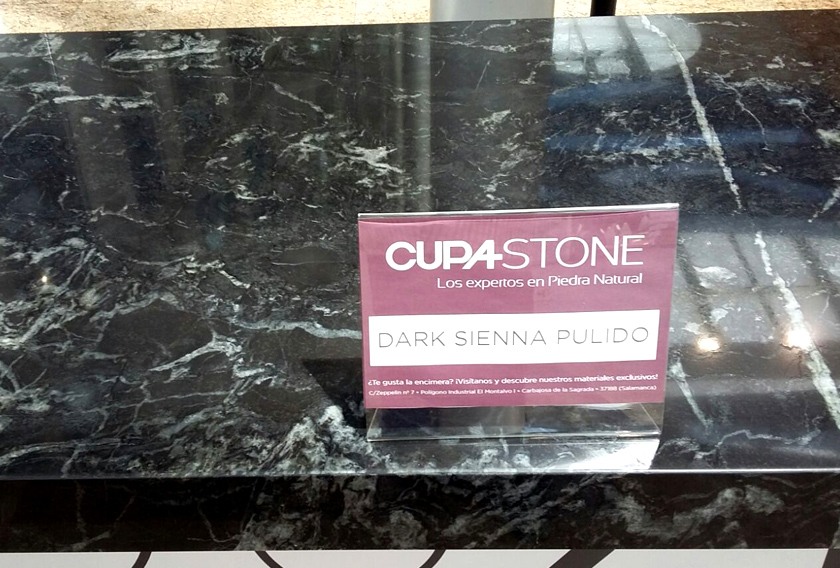 CUPASTONE
Los expertos en Piedra Natural
DARK SIENNA PULIDO
¿Te gusta la encimera? ¡Visítanos y descubre nuestros materiales exclusivos!
C/Zeppelin nº 7 • Polígono Industrial El Montalvo I • Carbajosa de la Sagrada • 37188 (Salamanca)